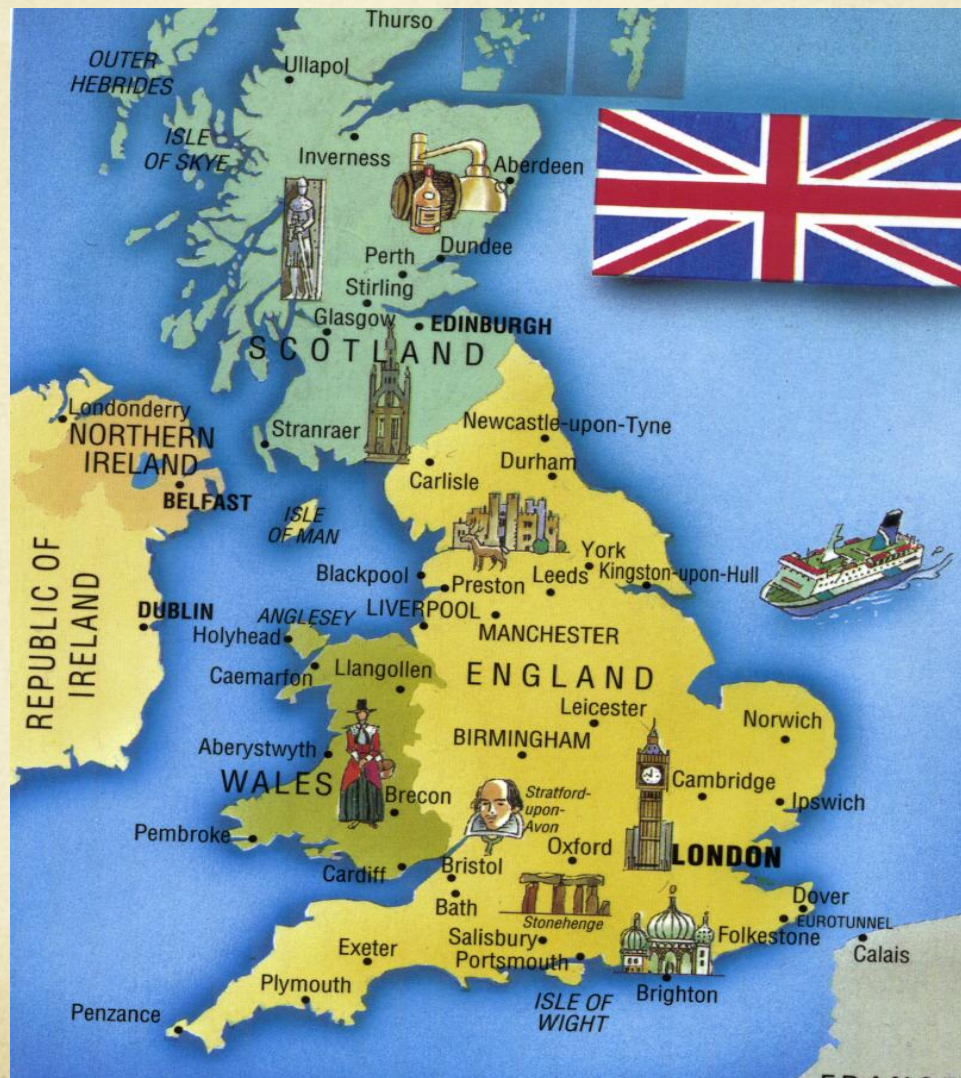 Thurso
OUTER
HEBRIDES
Ullapol
ISLE
OF SKYE
Inverness
Aberdeen
Dundee
Perth
Stirling
Glasgow
EDINBURGH
SCOTLAND
Londonderry
NORTHERN
IRELAND
BELFAST
Stranraer
Newcastle-upon-Tyne
Carlisle
Durham
ISLE
OF MAN
REPUBLIC OF
IRELAND
DUBLIN
York
Blackpool
Preston
Leeds
Kingston-upon-Hull
ANGLESEY
LIVERPOOL
Holyhead
MANCHESTER
Caemarfon
Llangollen
ENGLAND
Leicester
Norwich
Aberystwyth
BIRMINGHAM
WALES
Brecon
Stratford-
upon-
Avon
Cambridge
Ipswich
Pembroke
Cardiff
Bristol
Oxford
LONDON
Bath
Stonehenge
Dover
EUROTUNNEL
Folkestone
Calais
Exeter
Salisbury
Portsmouth
Plymouth
ISLE OF
WIGHT
Brighton
Penzance